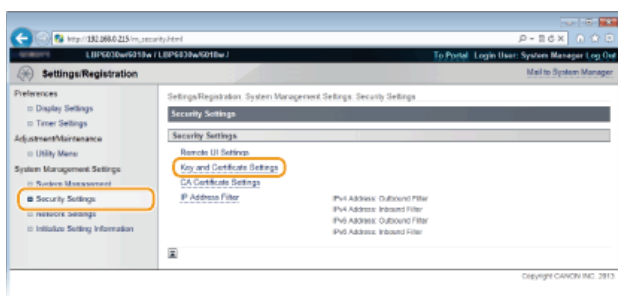 http://192.168.0.215/m_security.html
LBP6030w/6018w / LBP6030w/6018w /
To Portal Login User: System Manager Log Out
Settings/Registration
Mail to System Manager
Preferences
Display Settings
Timer Settings
Adjustment/Maintenance
Utility Menu
System Management Settings
System Management
Security Settings
Network Settings
Initialize Setting Information
Settings/Registration: System Management Settings: Security Settings
Security Settings
Security Settings
Remote UI Settings
Key and Certificate Settings
CA Certificate Settings
IP Address Filter
IPv4 Address: Outbound Filter
IPv4 Address: Inbound Filter
IPv6 Address: Outbound Filter
IPv6 Address: Inbound Filter
Copyright CANON INC. 2013